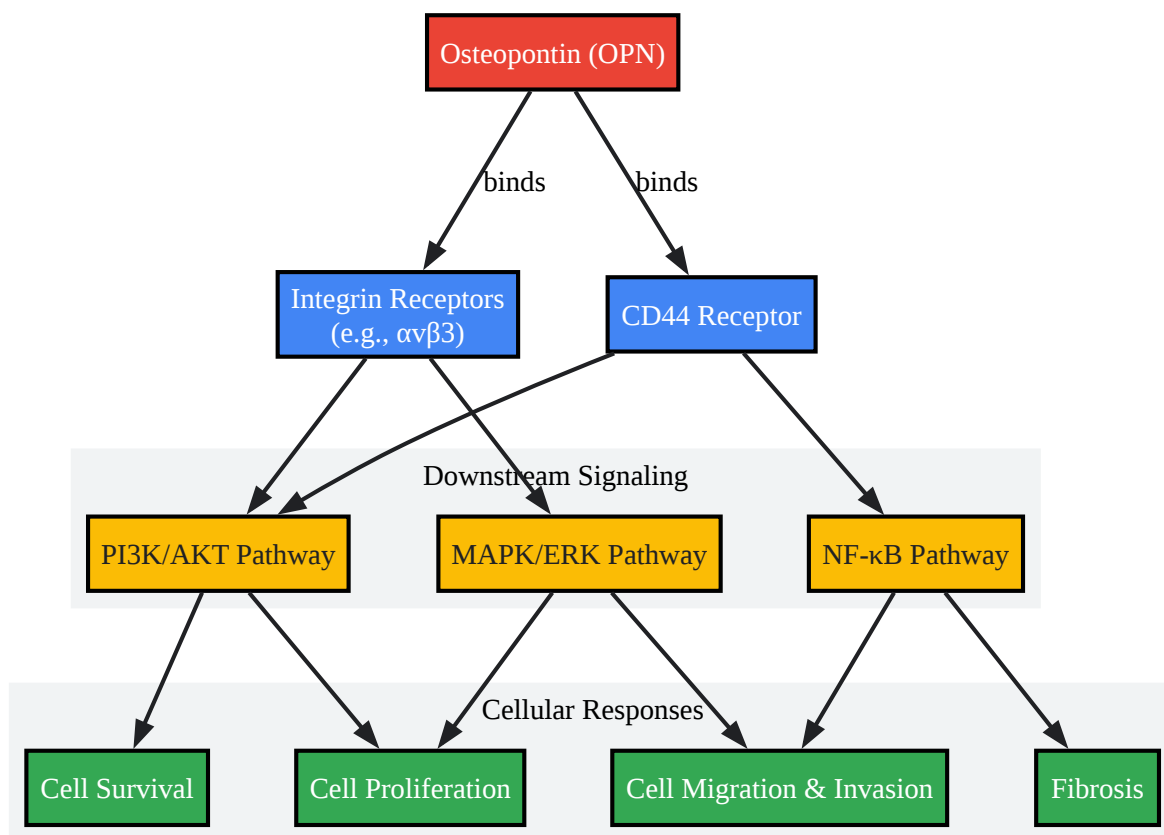 Osteopontin (OPN)
binds
binds
Integrin Receptors
(e.g., αvβ3)
CD44 Receptor
Downstream Signaling
PI3K/AKT Pathway
MAPK/ERK Pathway
NF-κB Pathway
Cellular Responses
Cell Survival
Cell Proliferation
Cell Migration & Invasion
Fibrosis